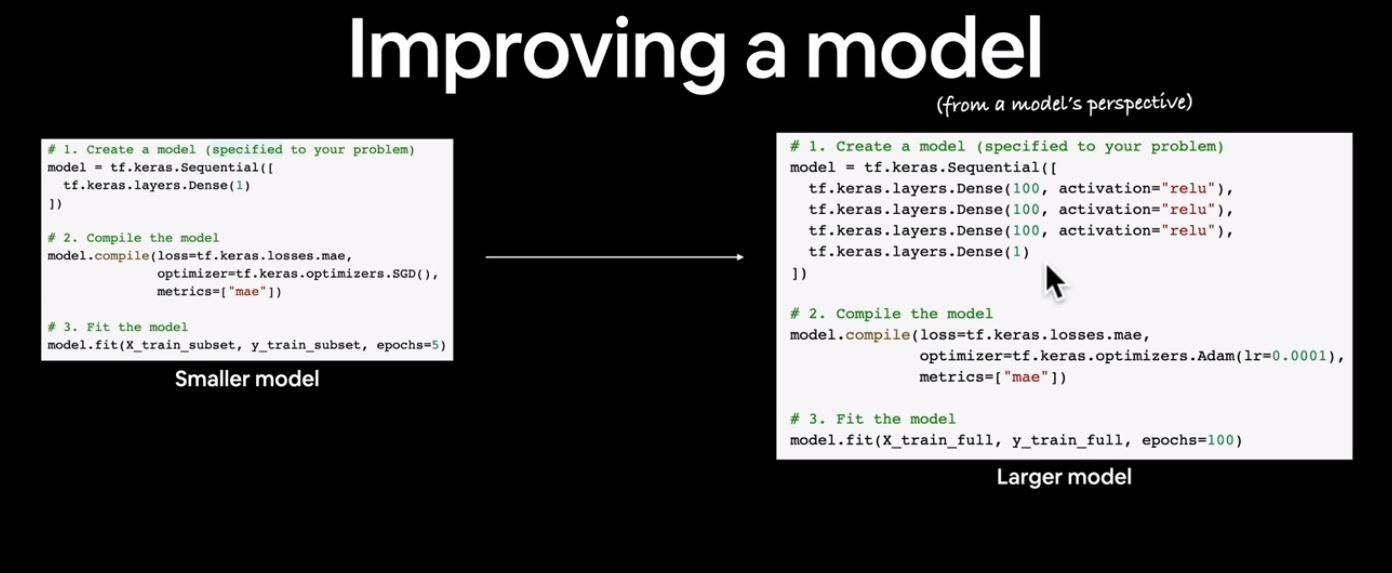 Improving a model
(from a model's perspective)
# 1. Create a model (specified to your problem)
model = tf.keras.Sequential([
  tf.keras.layers.Dense(1)
])
# 2. Compile the model
model.compile(loss=tf.keras.losses.mae,
              optimizer=tf.keras.optimizers.SGD(),
              metrics=["mae"])
# 3. Fit the model
model.fit(X_train_subset, y_train_subset, epochs=5)
Smaller model
# 1. Create a model (specified to your problem)
model = tf.keras.Sequential([
  tf.keras.layers.Dense(100, activation="relu"),
  tf.keras.layers.Dense(100, activation="relu"),
  tf.keras.layers.Dense(100, activation="relu"),
  tf.keras.layers.Dense(1)
])
# 2. Compile the model
model.compile(loss=tf.keras.losses.mae,
              optimizer=tf.keras.optimizers.Adam(lr=0.0001),
              metrics=["mae"])
# 3. Fit the model
model.fit(X_train_full, y_train_full, epochs=100)
Larger model